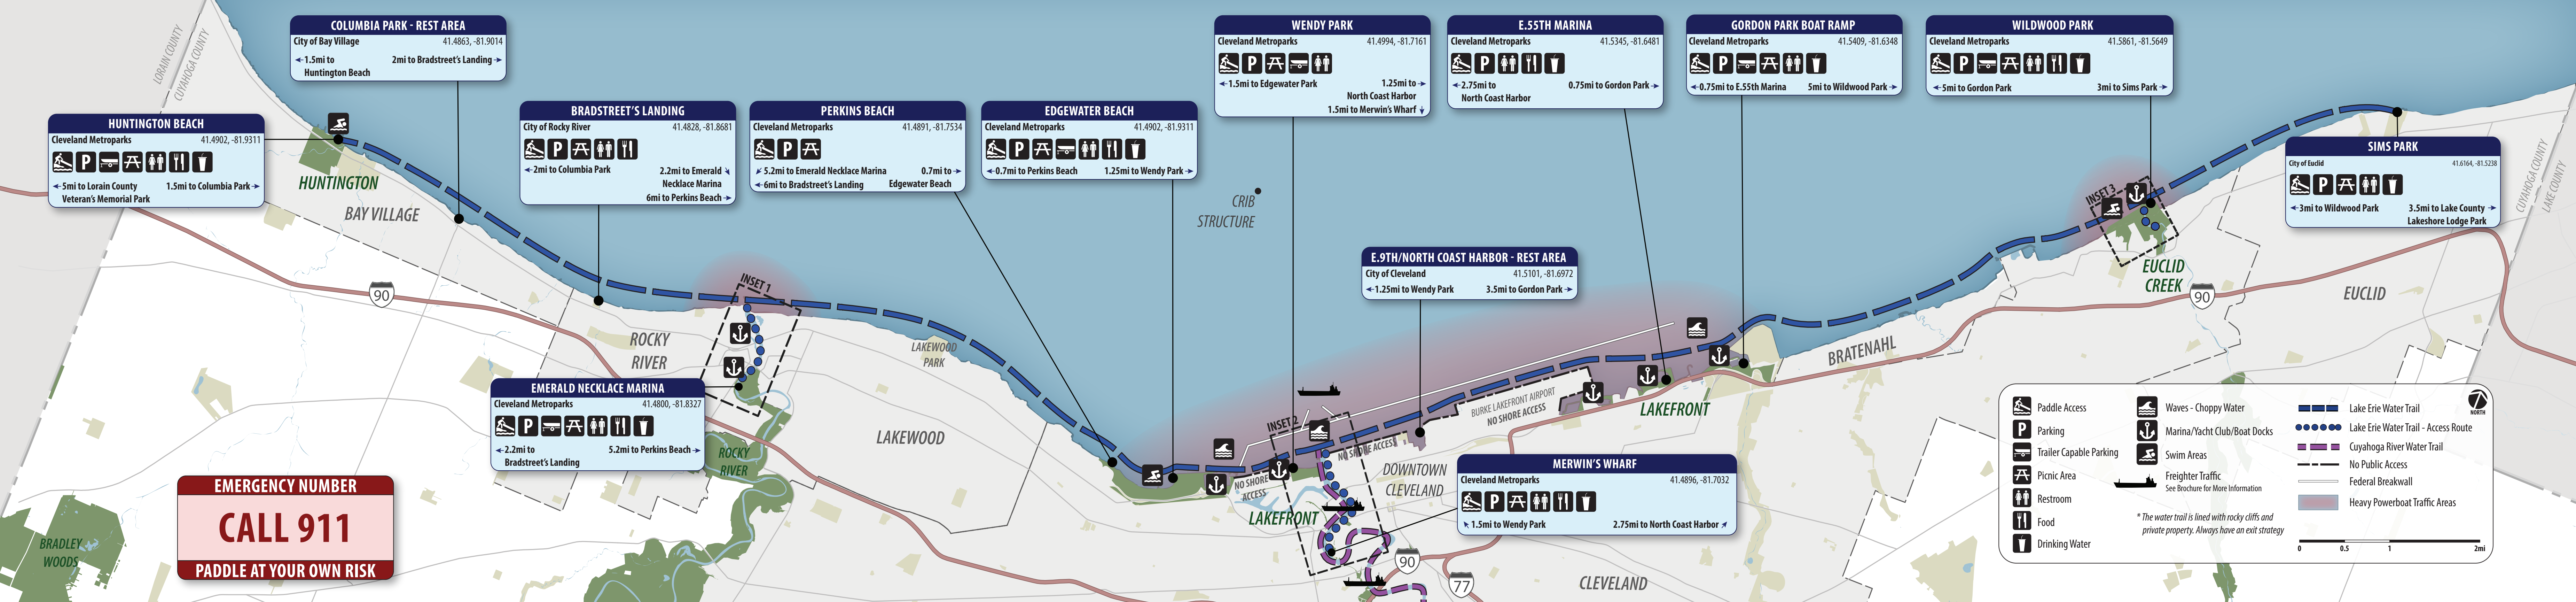 LORAIN COUNTY
CUYAHOGA COUNTY
COLUMBIA PARK - REST AREA
City of Bay Village 41.4863, -81.9014
1.5mi to
Huntington Beach
2mi to Bradstreet's Landing
HUNTINGTON BEACH
Cleveland Metroparks 41.4902, -81.9311
P
5mi to Lorain County
Veteran's Memorial Park
1.5mi to Columbia Park
HUNTINGTON
BAY VILLAGE
BRADSTREET'S LANDING
City of Rocky River 41.4828, -81.8681
P
2mi to Columbia Park
2.2mi to Emerald
Necklace Marina
6mi to Perkins Beach
PERKINS BEACH
Cleveland Metroparks 41.4891, -81.7534
P
5.2mi to Emerald Necklace Marina
6mi to Bradstreet's Landing
0.7mi to
Edgewater Beach
EDGEWATER BEACH
Cleveland Metroparks 41.4902, -81.9311
P
0.7mi to Perkins Beach 1.25mi to Wendy Park
WENDY PARK
Cleveland Metroparks 41.4994, -81.7161
P
1.5mi to Edgewater Park
1.25mi to
North Coast Harbor
1.5mi to Merwin's Wharf
E.55TH MARINA
Cleveland Metroparks 41.5345, -81.6481
P
2.75mi to
North Coast Harbor
0.75mi to Gordon Park
GORDON PARK BOAT RAMP
Cleveland Metroparks 41.5409, -81.6348
P
0.75mi to E.55th Marina 5mi to Wildwood Park
WILDWOOD PARK
Cleveland Metroparks 41.5861, -81.5649
P
5mi to Gordon Park 3mi to Sims Park
SIMS PARK
City of Euclid 41.6164, -81.5238
P
3mi to Wildwood Park
3.5mi to Lake County
Lakeshore Lodge Park
CUYAHOGA COUNTY
LAKE COUNTY
CRIB
STRUCTURE
E.9TH/NORTH COAST HARBOR - REST AREA
City of Cleveland 41.5101, -81.6972
1.25mi to Wendy Park 3.5mi to Gordon Park
INSET 1
INSET 2
INSET 3
EUCLID
CREEK
90
EUCLID
90
ROCKY
RIVER
LAKEWOOD
PARK
BRATENAHL
BURKE LAKEFRONT AIRPORT
NO SHORE ACCESS
LAKEFRONT
EMERALD NECKLACE MARINA
Cleveland Metroparks 41.4800, -81.8327
P
2.2mi to
Bradstreet's Landing
5.2mi to Perkins Beach
LAKEWOOD
ROCKY
RIVER
NO SHORE ACCESS
NO SHORE
ACCESS
LAKEFRONT
DOWNTOWN
CLEVELAND
MERWIN'S WHARF
Cleveland Metroparks 41.4896, -81.7032
P
1.5mi to Wendy Park 2.75mi to North Coast Harbor
90
77
CLEVELAND
BRADLEY
WOODS
EMERGENCY NUMBER
CALL 911
PADDLE AT YOUR OWN RISK
Paddle Access
P Parking
Trailer Capable Parking
Picnic Area
Restroom
Food
Drinking Water
Waves - Choppy Water
Marina/Yacht Club/Boat Docks
Swim Areas
Freighter Traffic
See Brochure for More Information
* The water trail is lined with rocky cliffs and
private property. Always have an exit strategy
Lake Erie Water Trail
Lake Erie Water Trail - Access Route
Cuyahoga River Water Trail
No Public Access
Federal Breakwall
Heavy Powerboat Traffic Areas
NORTH
0 0.5 1 2mi